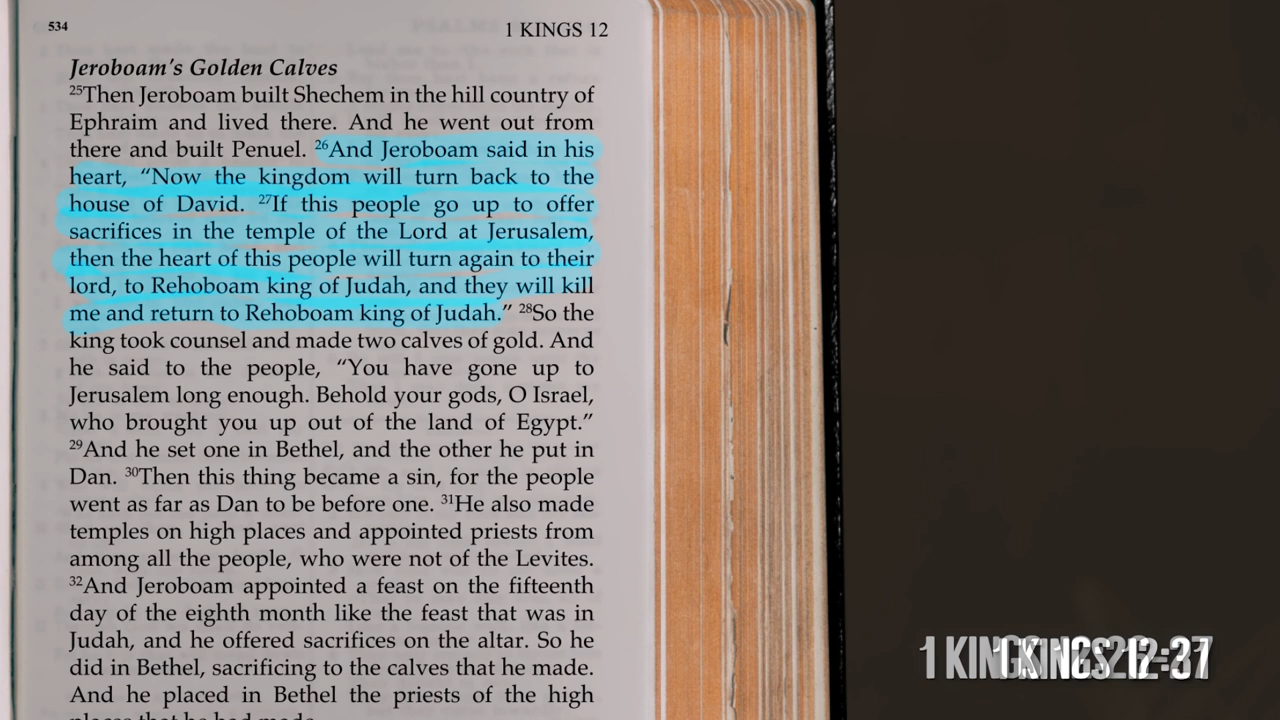 534
1 KINGS 12
Jeroboam's Golden Calves
25Then Jeroboam built Shechem in the hill country of
Ephraim and lived there. And he went out from
there and built Penuel. 26And Jeroboam said in his
heart, “Now the kingdom will turn back to the
house of David. 27If this people go up to offer
sacrifices in the temple of the Lord at Jerusalem,
then the heart of this people will turn again to their
lord, to Rehoboam king of Judah, and they will kill
me and return to Rehoboam king of Judah.” 28So the
king took counsel and made two calves of gold. And
he said to the people, “You have gone up to
Jerusalem long enough. Behold your gods, O Israel,
who brought you up out of the land of Egypt.”
29And he set one in Bethel, and the other he put in
Dan. 30Then this thing became a sin, for the people
went as far as Dan to be before one. 31He also made
temples on high places and appointed priests from
among all the people, who were not of the Levites.
32And Jeroboam appointed a feast on the fifteenth
day of the eighth month like the feast that was in
Judah, and he offered sacrifices on the altar. So he
did in Bethel, sacrificing to the calves that he made.
And he placed in Bethel the priests of the high
places that he had made.